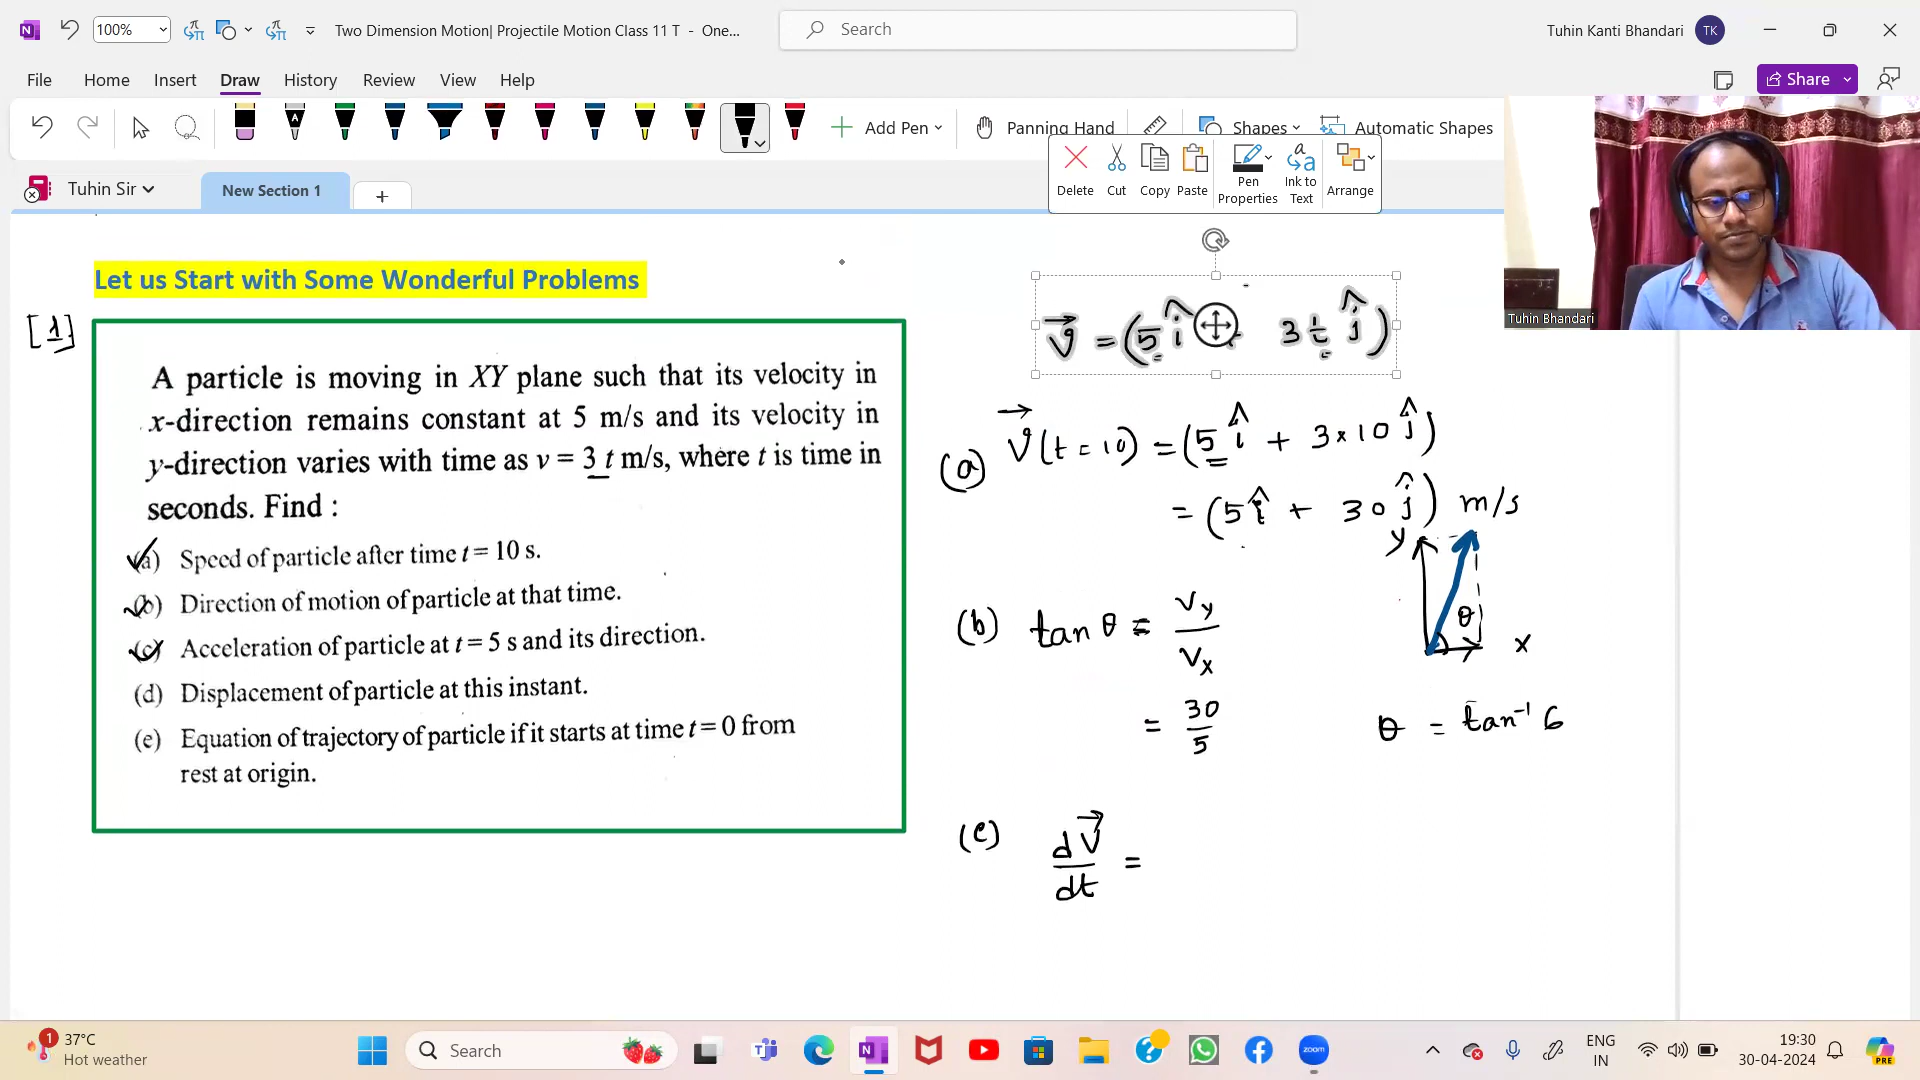 100%
Two Dimension Motion| Projectile Motion Class 11 T - One...
Search
Tuhin Kanti Bhandari TK
File Home Insert Draw History Review View Help
Share
Add Pen Panning Hand Shapes Automatic Shapes
Delete Cut Copy Paste Pen Properties Ink to Text Arrange
Tuhin Sir New Section 1 +
Tuhin Bhandari
Let us Start with Some Wonderful Problems
[1]
A particle is moving in XY plane such that its velocity in
x-direction remains constant at 5 m/s and its velocity in
y-direction varies with time as v = 3 t m/s, where t is time in
seconds. Find :
(a) Speed of particle after time t = 10 s.
(b) Direction of motion of particle at that time.
(c) Acceleration of particle at t = 5 s and its direction.
(d) Displacement of particle at this instant.
(e) Equation of trajectory of particle if it starts at time t = 0 from
rest at origin.
v⃗ = (5 î 3 t ĵ)
(a) v⃗ (t = 10) = (5 î + 3×10 ĵ)
= (5 î + 30 ĵ) m/s
y
θ
x
(b) tan θ = Vy/Vx
= 30/5
θ = tan⁻¹ 6
(c) dV⃗/dt =
1
37°C
Hot weather
Search
zoom
ENG
IN
19:30
30-04-2024
PRE